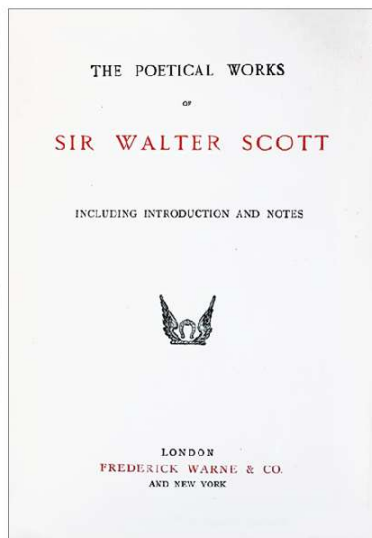 THE POETICAL WORKS
OF
SIR WALTER SCOTT
INCLUDING INTRODUCTION AND NOTES
LONDON
FREDERICK WARNE & CO.
AND NEW YORK